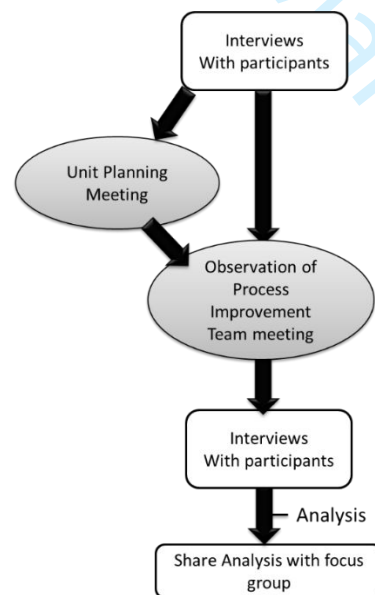 Interviews
With participants
Unit Planning
Meeting
Observation of
Process
Improvement
Team meeting
Interviews
With participants
Analysis
Share Analysis with focus
group